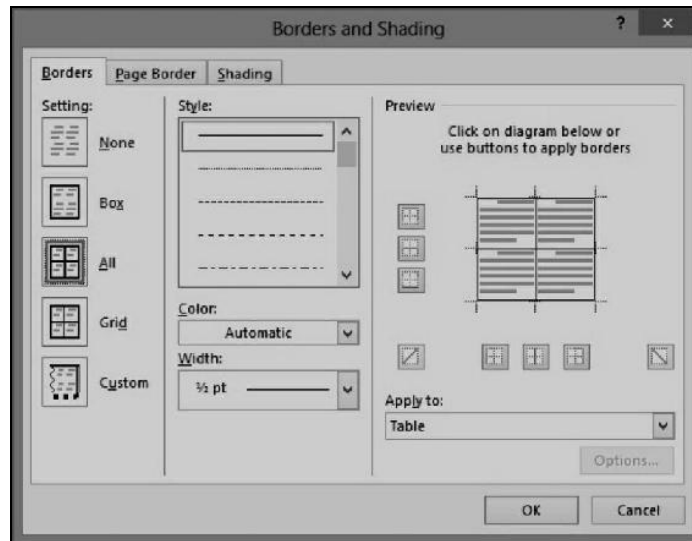 Borders and Shading
? ×
Borders Page Border Shading
Setting:
None
Box
All
Grid
Custom
Style:
Color:
Automatic
Width:
½ pt
Preview
Click on diagram below or
use buttons to apply borders
Apply to:
Table
Options...
OK Cancel